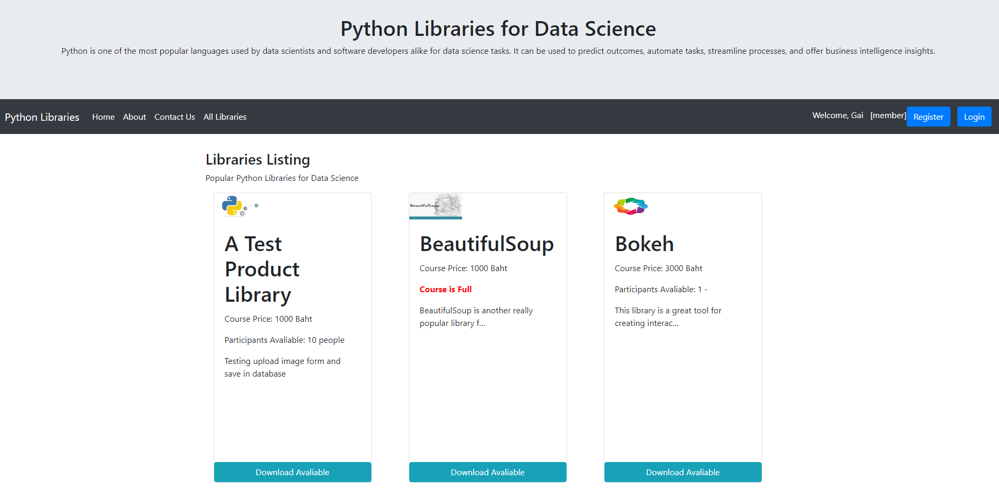 Python Libraries for Data Science
Python is one of the most popular languages used by data scientists and software developers alike for data science tasks. It can be used to predict outcomes, automate tasks, streamline processes, and offer business intelligence insights.
Python Libraries Home About Contact Us All Libraries Welcome, Gai [member] Register Login
Libraries Listing
Popular Python Libraries for Data Science
A Test
Product
Library
Course Price: 1000 Baht
Participants Avaliable: 10 people
Testing upload image form and
save in database
Download Avaliable
BeautifulSoup
BeautifulSoup
Course Price: 1000 Baht
Course is Full
BeautifulSoup is another really
popular library f...
Download Avaliable
Bokeh
Course Price: 3000 Baht
Participants Avaliable: 1 -
This library is a great tool for
creating interac...
Download Avaliable